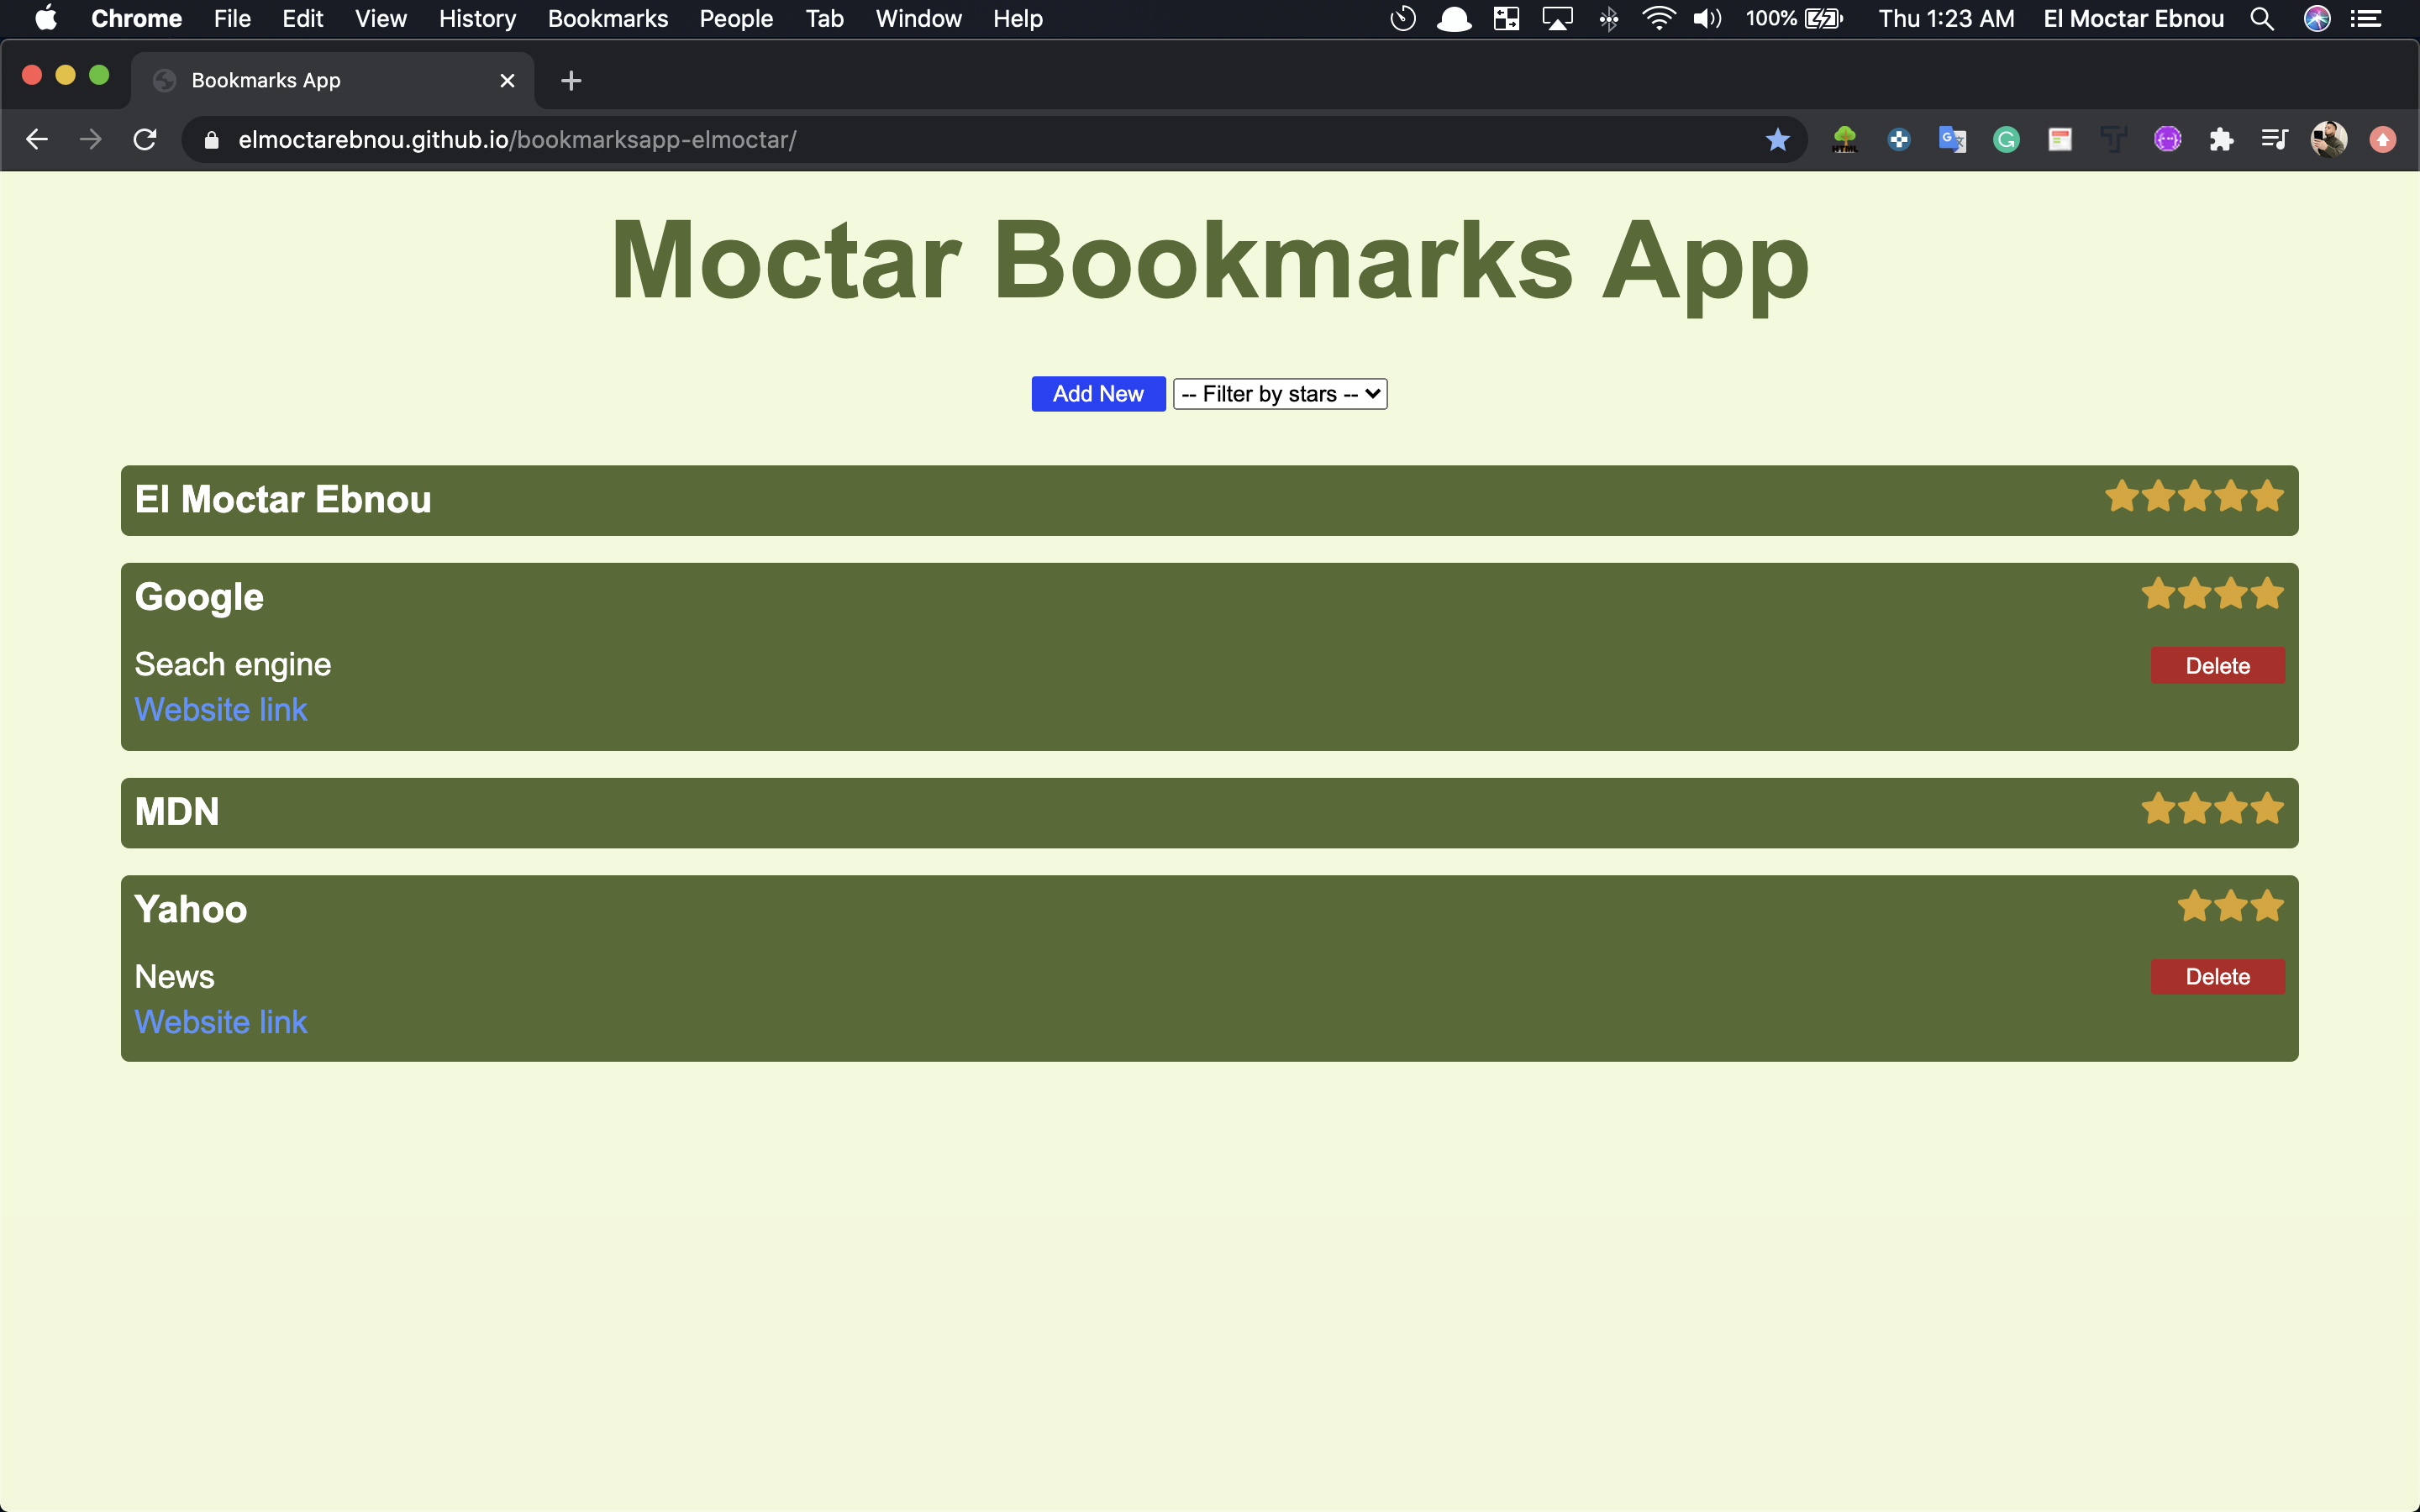 Chrome File Edit View History Bookmarks People Tab Window Help 100% Thu 1:23 AM El Moctar Ebnou
Bookmarks App
elmoctarebnou.github.io/bookmarksapp-elmoctar/
HTML
Moctar Bookmarks App
Add New -- Filter by stars --
El Moctar Ebnou
Google
Seach engine Delete
Website link
MDN
Yahoo
News Delete
Website link